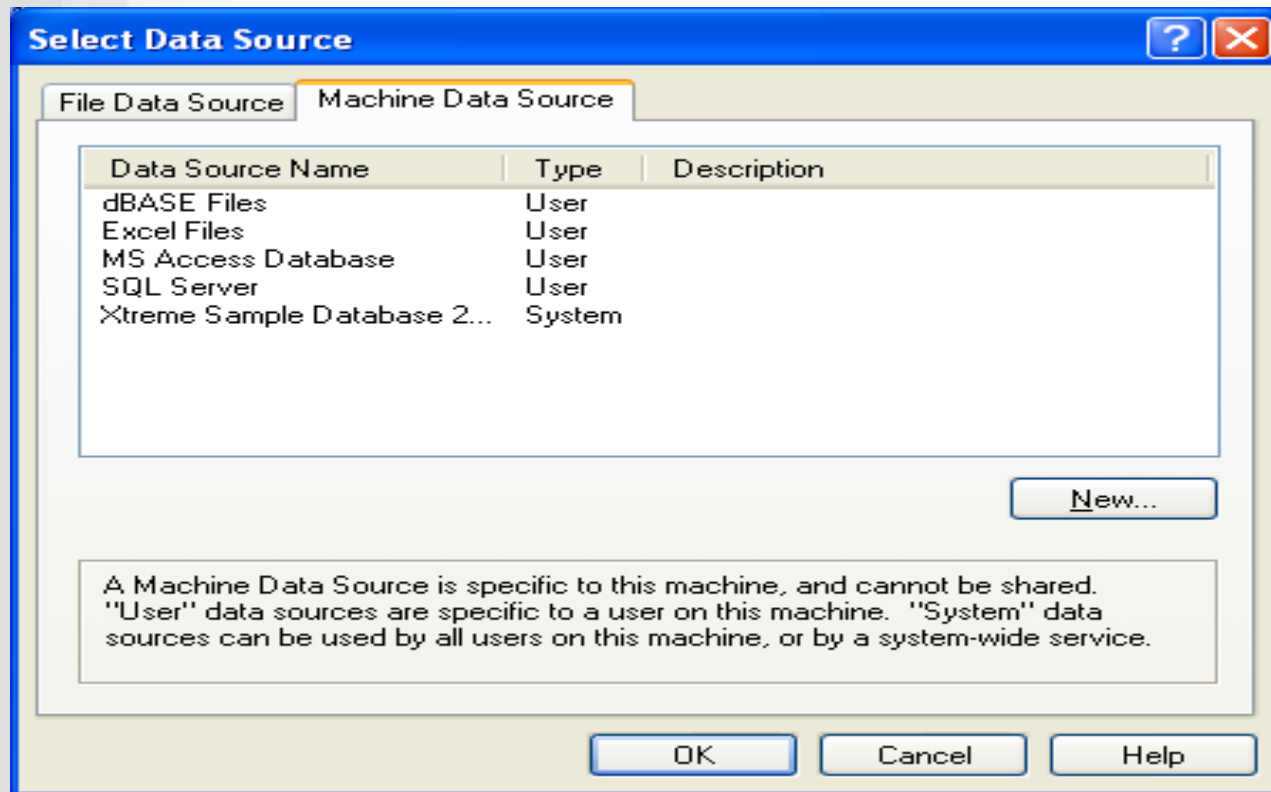 Select Data Source
File Data Source Machine Data Source
Data Source Name Type Description
dBASE Files User
Excel Files User
MS Access Database User
SQL Server User
Xtreme Sample Database 2... System
New...
A Machine Data Source is specific to this machine, and cannot be shared.
"User" data sources are specific to a user on this machine. "System" data
sources can be used by all users on this machine, or by a system-wide service.
OK Cancel Help